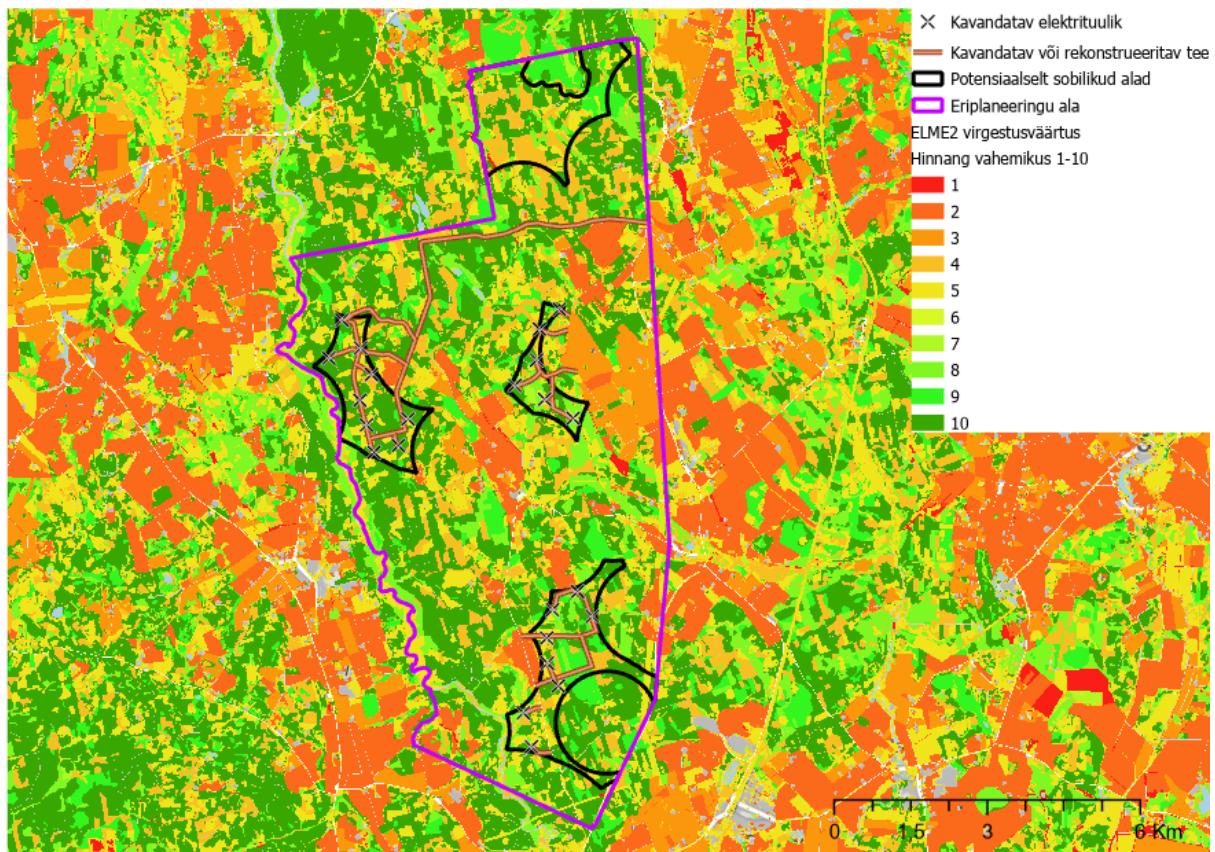 Kavandatav elektrituulik
Kavandatav või rekonstrueeritav tee
Potensiaalselt sobilikud alad
Eriplaneeringu ala
ELME2 virgestusväärtus
Hinnang vahemikus 1-10
1
2
3
4
5
6
7
8
9
10
0 1,5 3 6 Km